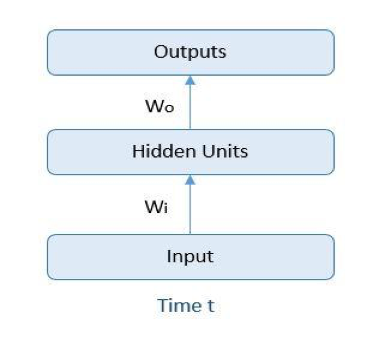 Outputs
Wo
Hidden Units
Wi
Input
Time t